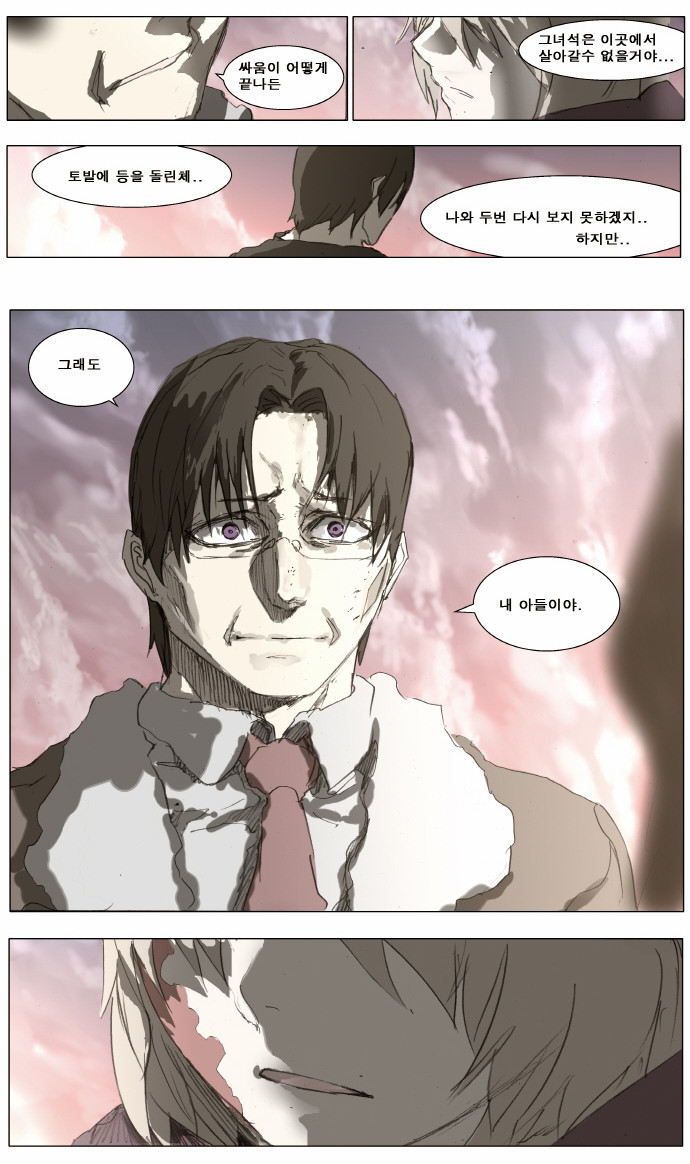 싸움이 어떻게
끝나든
그녀석은 이곳에서
살아갈수 없을거야...
토발에 등을 돌린체..
나와 두번 다시 보지 못하겠지..
하지만..
그래도
내 아들이야.